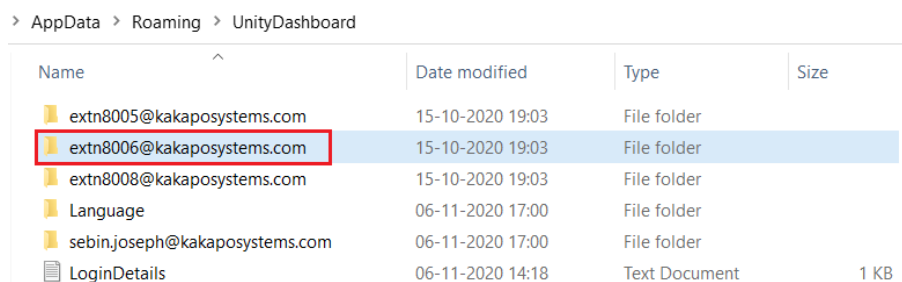 > AppData > Roaming > UnityDashboard
Name Date modified Type Size
extn8005@kakaposystems.com 15-10-2020 19:03 File folder
extn8006@kakaposystems.com 15-10-2020 19:03 File folder
extn8008@kakaposystems.com 15-10-2020 19:03 File folder
Language 06-11-2020 17:00 File folder
sebin.joseph@kakaposystems.com 06-11-2020 17:00 File folder
LoginDetails 06-11-2020 14:18 Text Document 1 KB